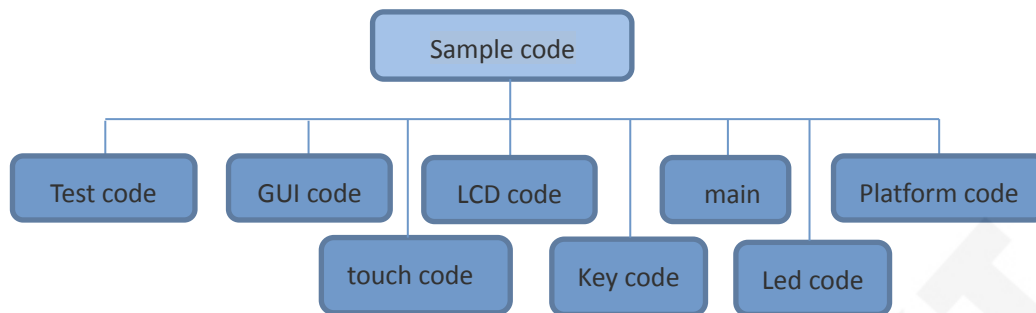 Sample code
Test code
GUI code
LCD code
main
Platform code
touch code
Key code
Led code